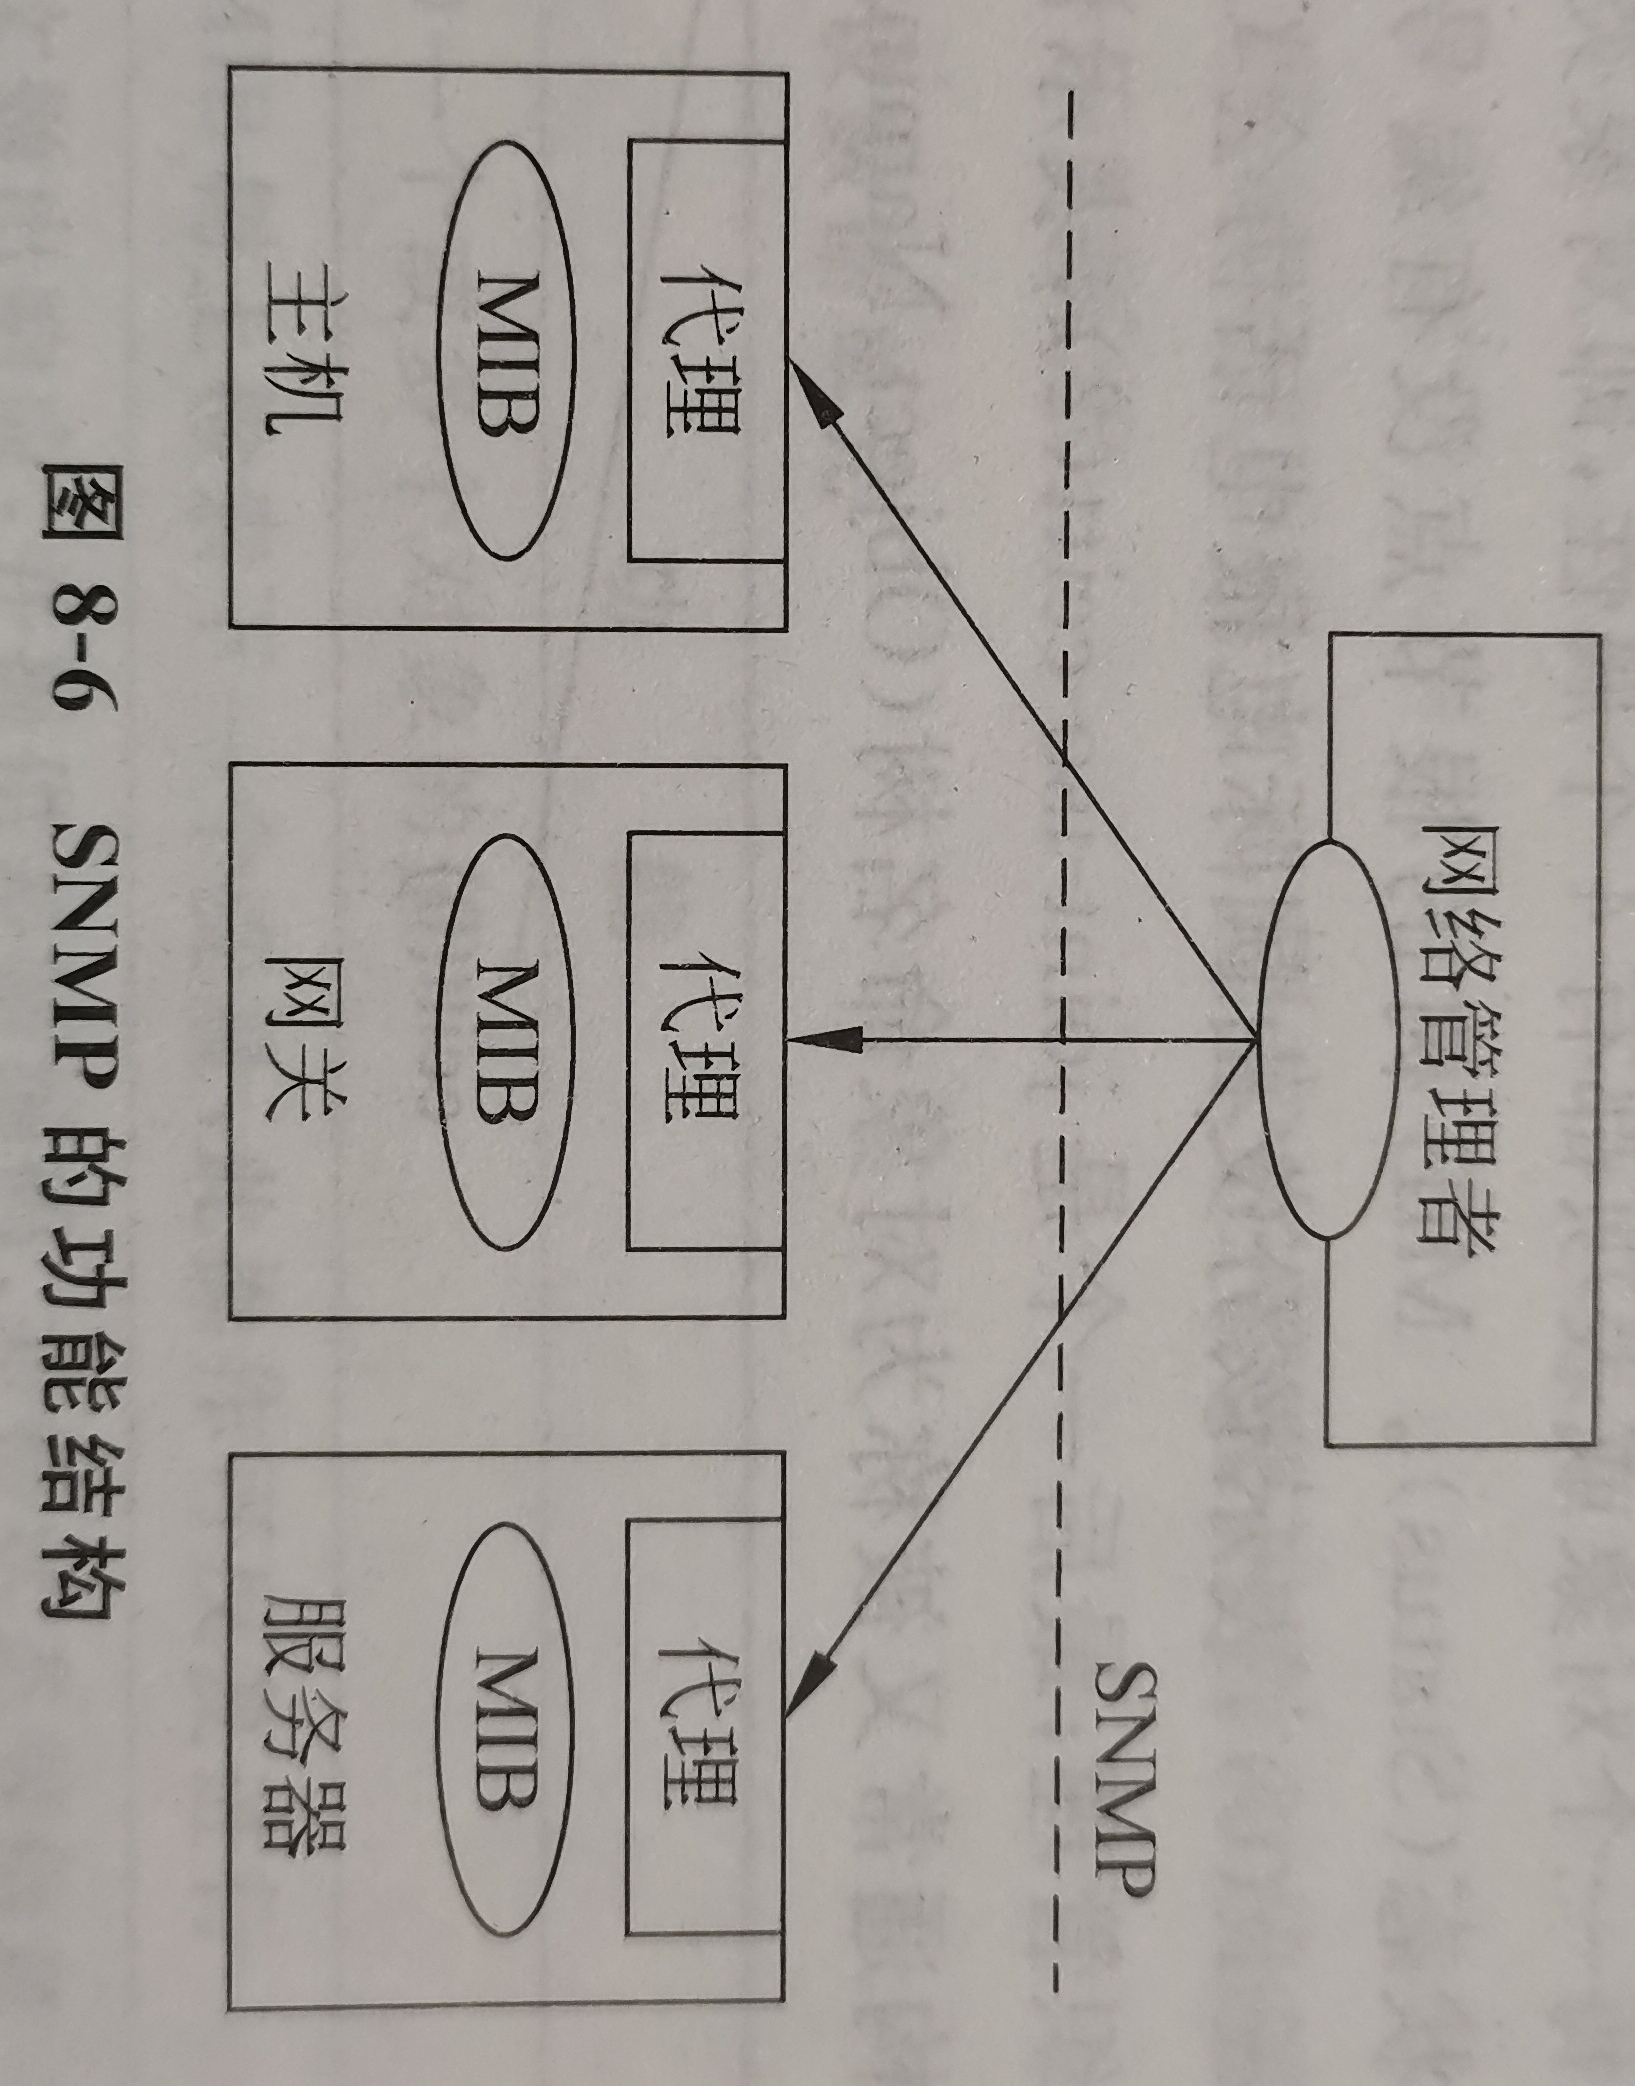 网络管理者
SNMP
代理 代理 代理
MIB MIB MIB
主机 网关 服务器
图 8-6 SNMP 的功能结构